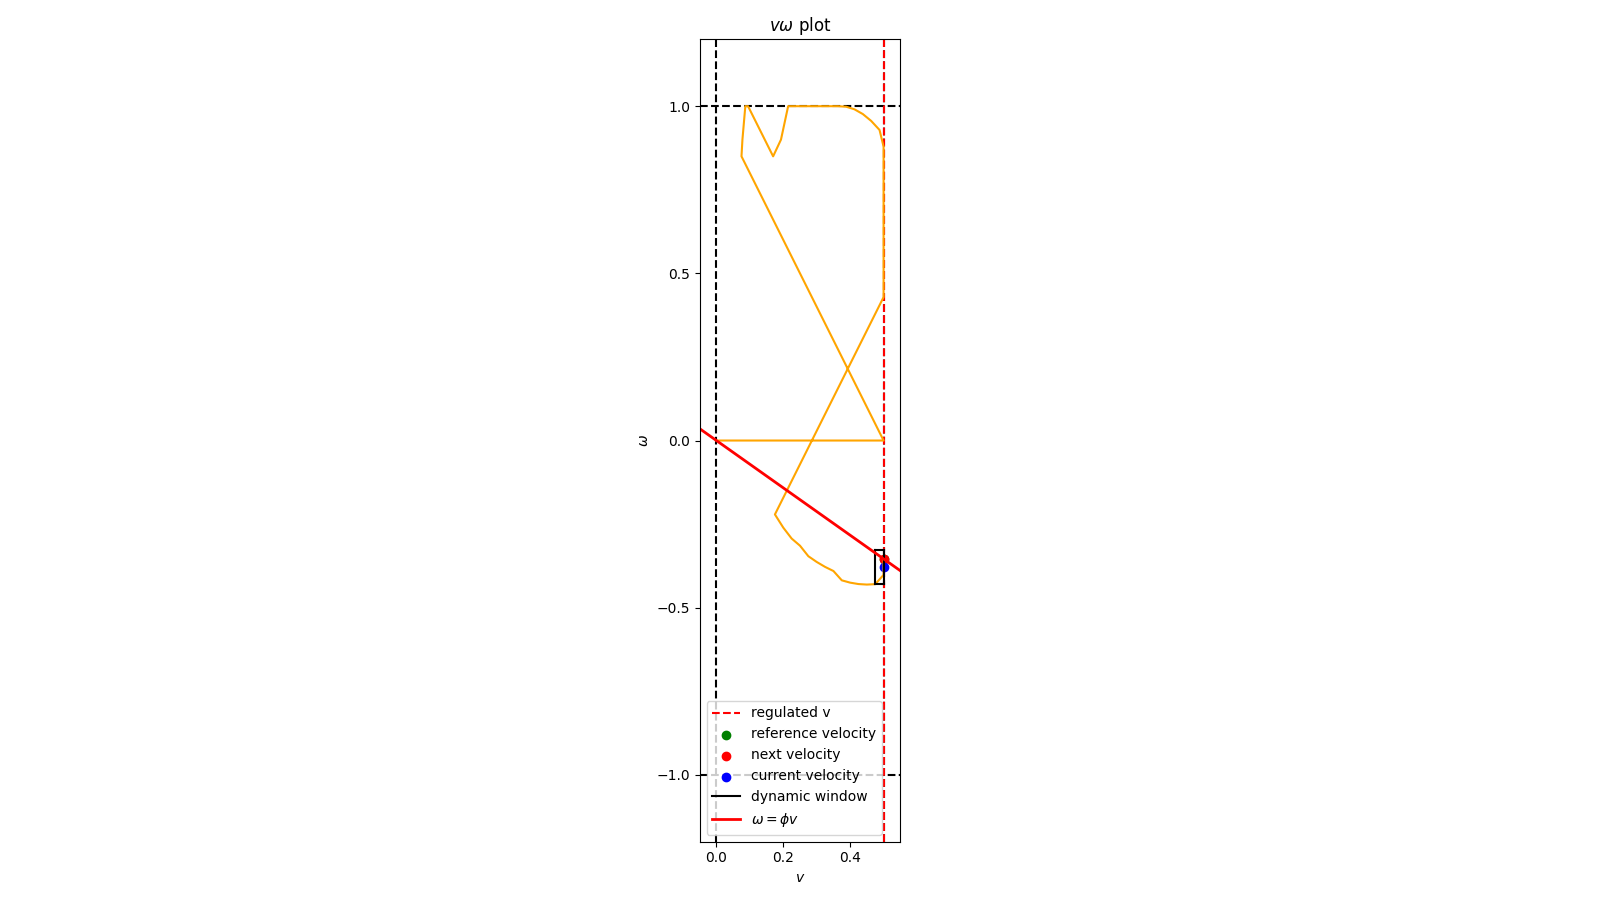 vω plot
1.0
0.5
0.0
−0.5
−1.0
ω
regulated v
reference velocity
next velocity
current velocity
dynamic window
ω = ϕv
0.0 0.2 0.4
v